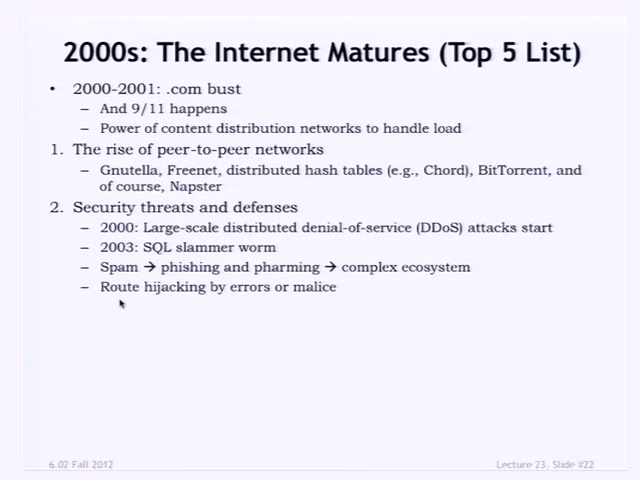 2000s: The Internet Matures (Top 5 List)
• 2000-2001: .com bust
– And 9/11 happens
– Power of content distribution networks to handle load
1. The rise of peer-to-peer networks
– Gnutella, Freenet, distributed hash tables (e.g., Chord), BitTorrent, and
of course, Napster
2. Security threats and defenses
– 2000: Large-scale distributed denial-of-service (DDoS) attacks start
– 2003: SQL slammer worm
– Spam → phishing and pharming → complex ecosystem
– Route hijacking by errors or malice
6.02 Fall 2012
Lecture 23, Slide #22